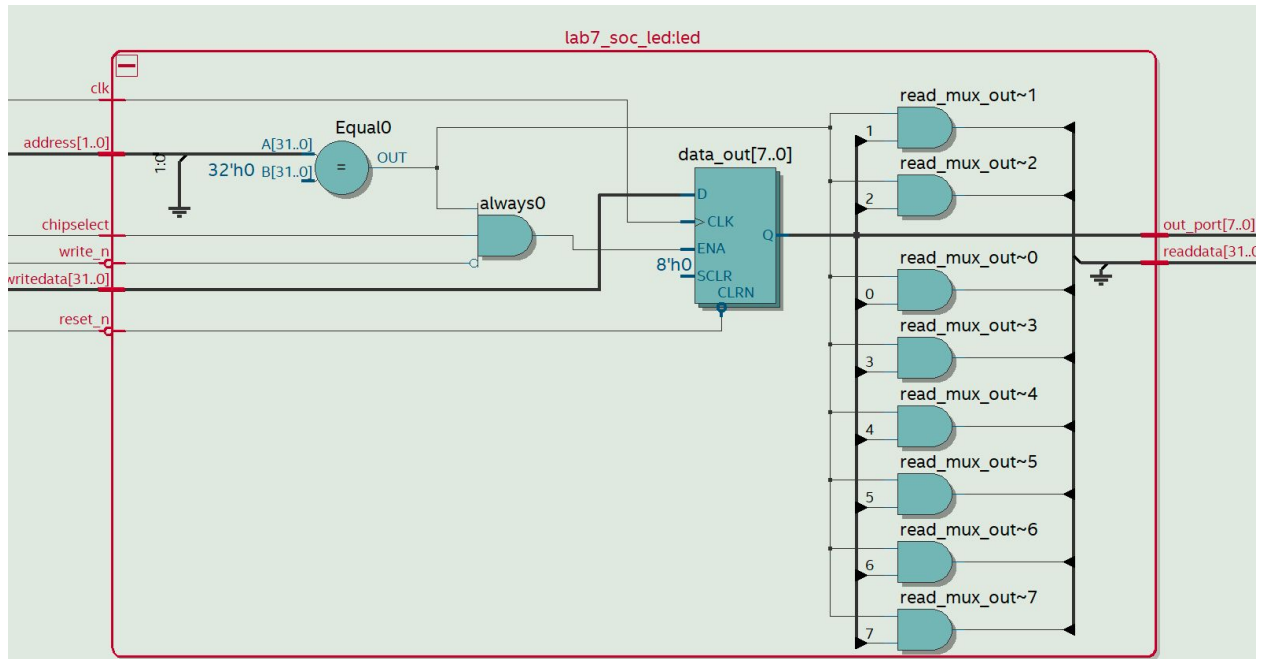 lab7_soc_led:led
clk
address[1..0]
1:0
Equal0
A[31..0]
32'h0 B[31..0]
=
OUT
chipselect
write_n
writedata[31..0]
reset_n
always0
data_out[7..0]
D
>CLK
ENA
8'h0
SCLR
CLRN
Q
read_mux_out~1
1
read_mux_out~2
2
read_mux_out~0
0
read_mux_out~3
3
read_mux_out~4
4
read_mux_out~5
5
read_mux_out~6
6
read_mux_out~7
7
out_port[7..0]
readdata[31..0